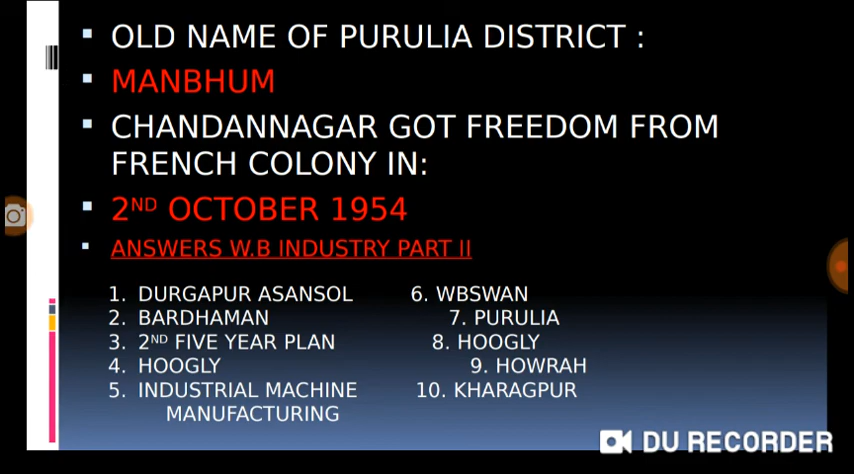 OLD NAME OF PURULIA DISTRICT :
MANBHUM
CHANDANNAGAR GOT FREEDOM FROM
FRENCH COLONY IN:
2ND OCTOBER 1954
ANSWERS W.B INDUSTRY PART II
1. DURGAPUR ASANSOL 6. WBSWAN
2. BARDHAMAN 7. PURULIA
3. 2ND FIVE YEAR PLAN 8. HOOGLY
4. HOOGLY 9. HOWRAH
5. INDUSTRIAL MACHINE 10. KHARAGPUR
MANUFACTURING
DU RECORDER